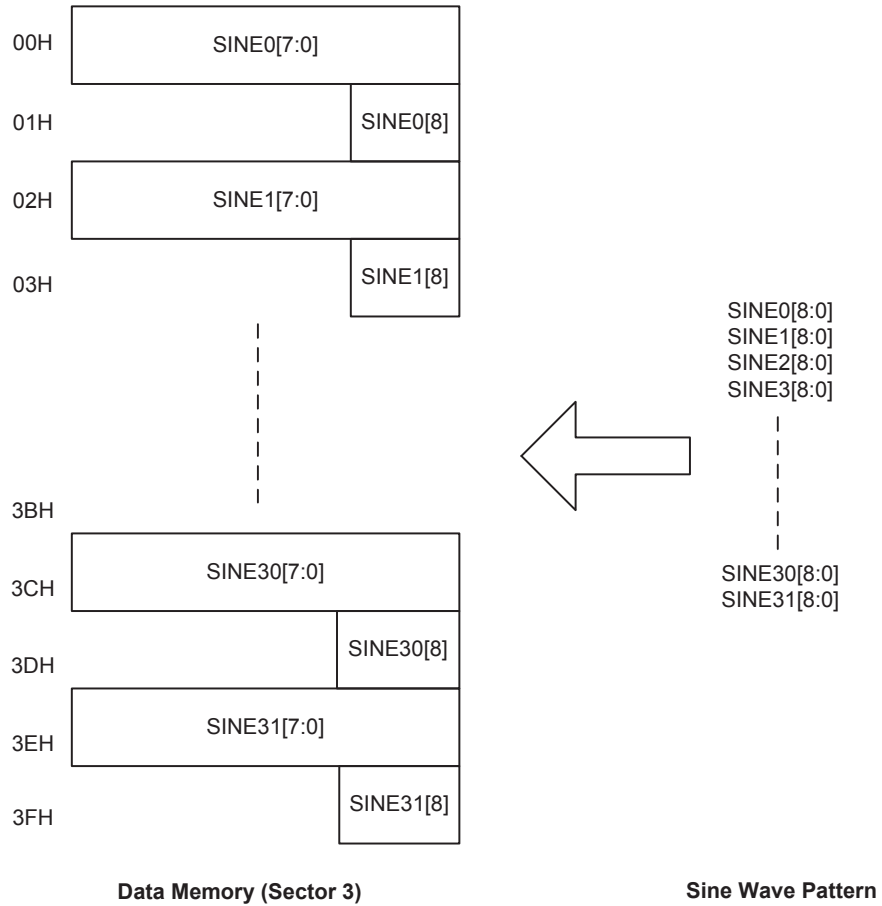 00H
SINE0[7:0]
01H
SINE0[8]
02H
SINE1[7:0]
03H
SINE1[8]
3BH
3CH
SINE30[7:0]
3DH
SINE30[8]
3EH
SINE31[7:0]
3FH
SINE31[8]
Data Memory (Sector 3)
SINE0[8:0]
SINE1[8:0]
SINE2[8:0]
SINE3[8:0]
SINE30[8:0]
SINE31[8:0]
Sine Wave Pattern